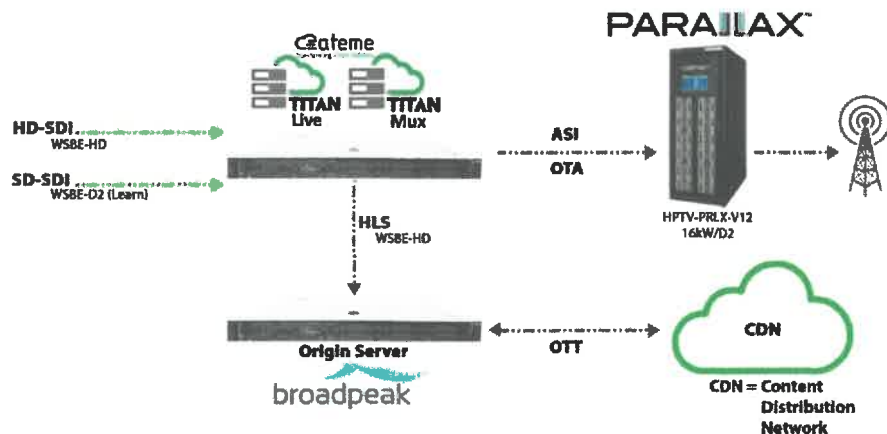 PARALLAX™
ateme
TITAN
Live
TITAN
Mux
HD-SDI
WSBE-HD
SD-SDI
WSBE-D2 (Learn)
ASI
OTA
HPTV-PRLX-V12
16kW/D2
HLS
WSBE-HD
Origin Server
broadpeak
OTT
CDN
CDN = Content
Distribution
Network